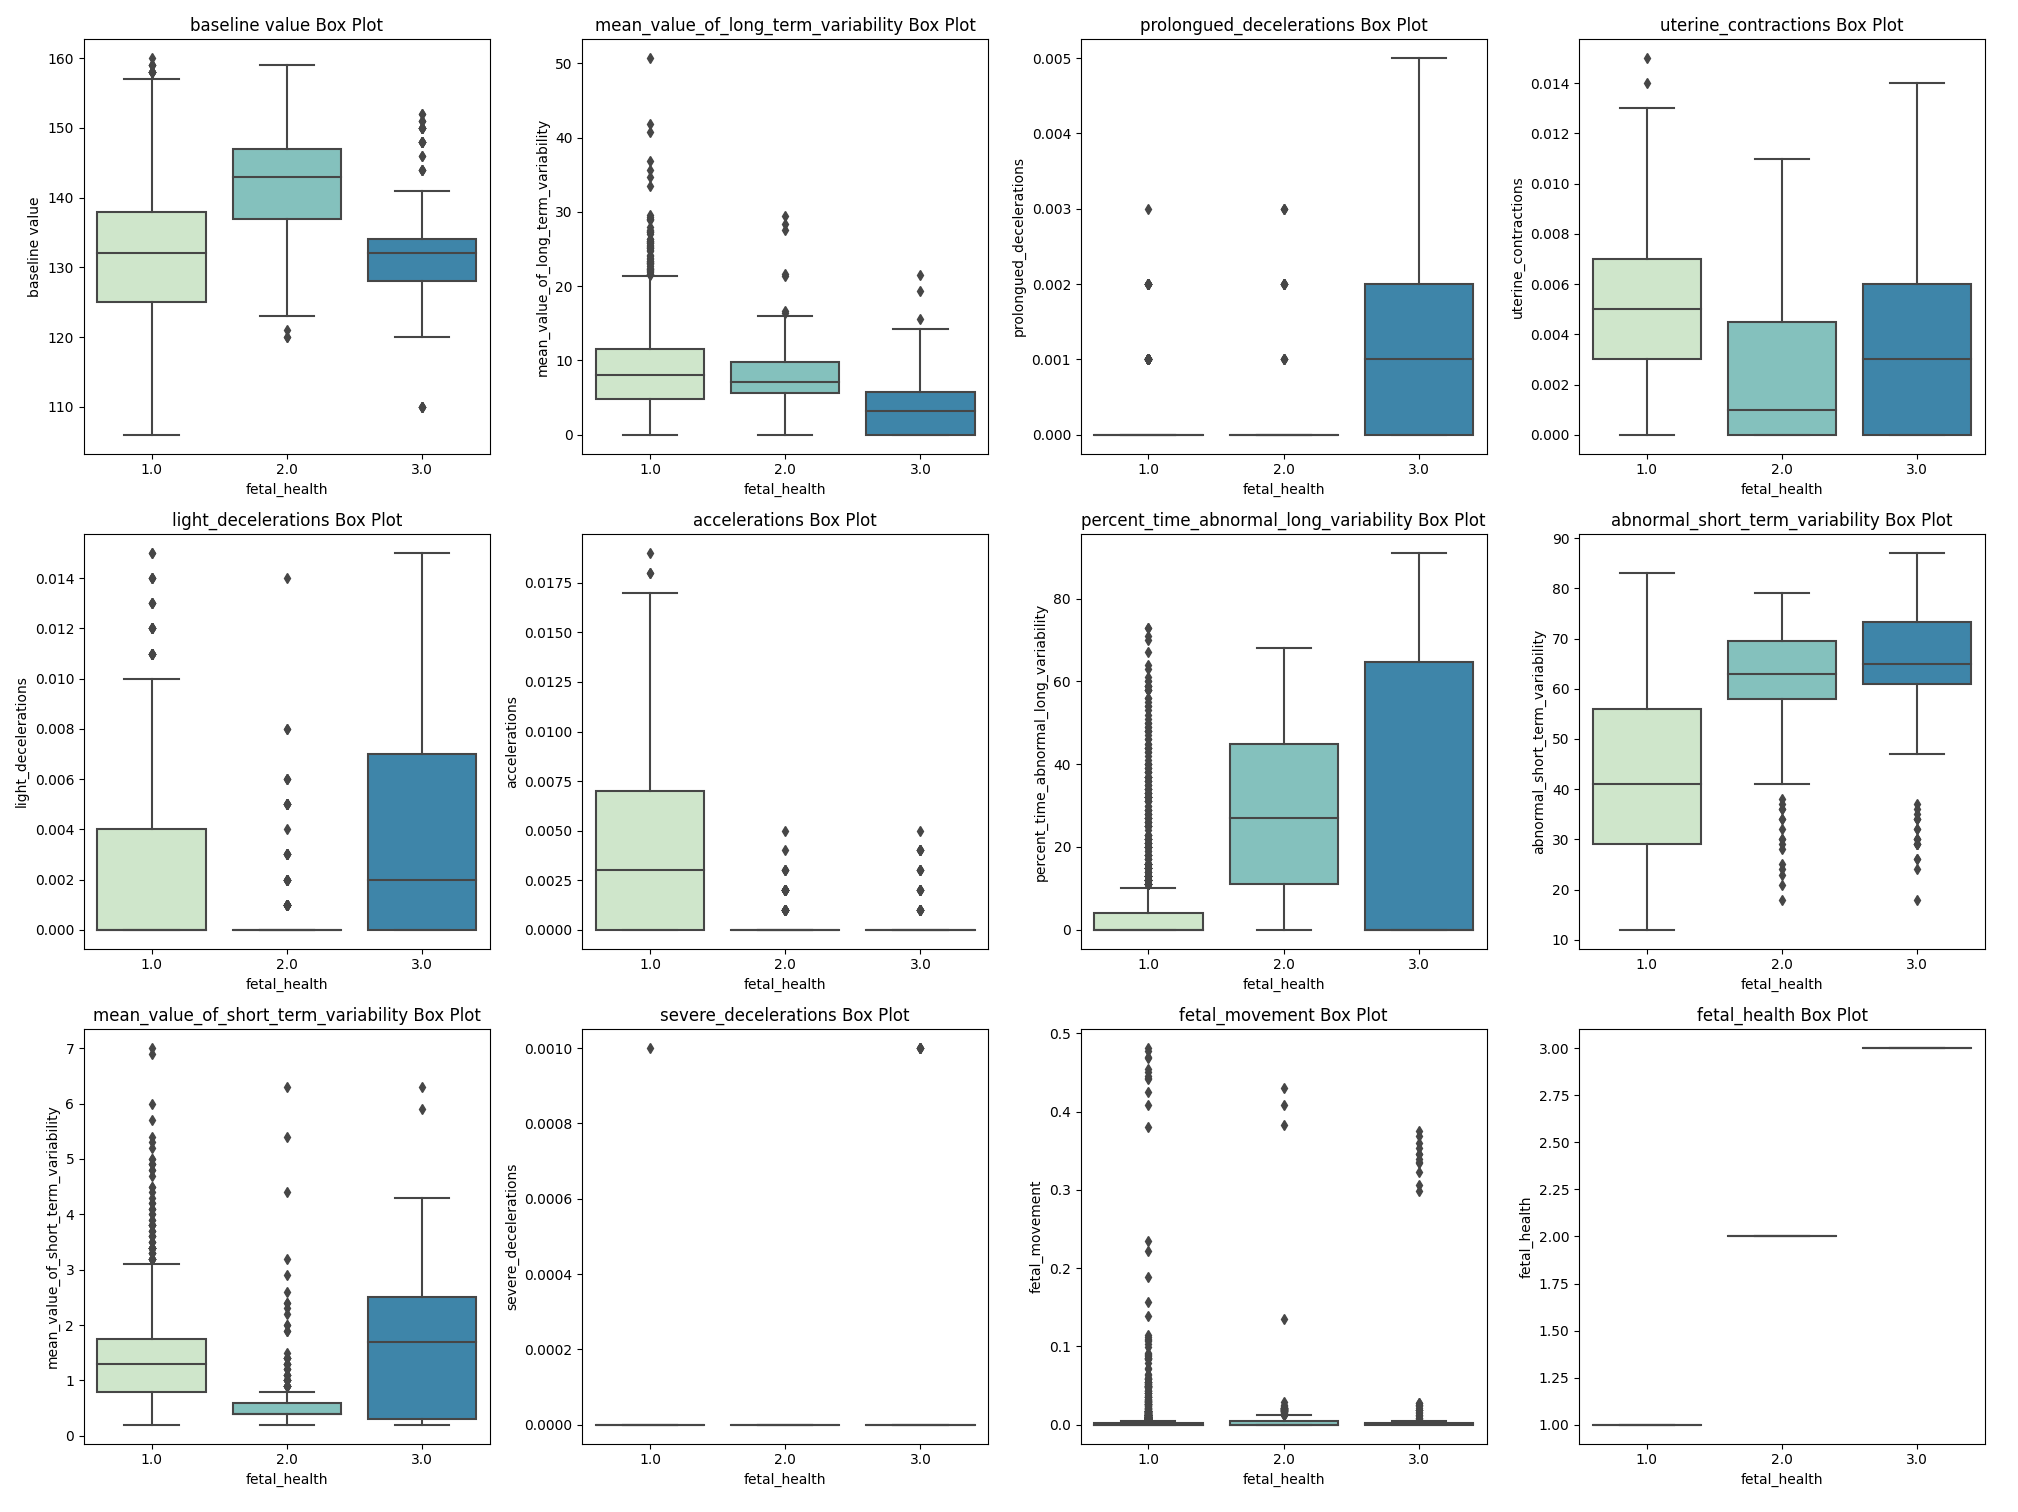 baseline value Box Plot
baseline value
160
150
140
130
120
110
1.0 2.0 3.0
fetal_health
mean_value_of_long_term_variability Box Plot
mean_value_of_long_term_variability
50
40
30
20
10
0
1.0 2.0 3.0
fetal_health
prolongued_decelerations Box Plot
prolongued_decelerations
0.005
0.004
0.003
0.002
0.001
0.000
1.0 2.0 3.0
fetal_health
uterine_contractions Box Plot
uterine_contractions
0.014
0.012
0.010
0.008
0.006
0.004
0.002
0.000
1.0 2.0 3.0
fetal_health
light_decelerations Box Plot
light_decelerations
0.014
0.012
0.010
0.008
0.006
0.004
0.002
0.000
1.0 2.0 3.0
fetal_health
accelerations Box Plot
accelerations
0.0175
0.0150
0.0125
0.0100
0.0075
0.0050
0.0025
0.0000
1.0 2.0 3.0
fetal_health
percent_time_abnormal_long_variability Box Plot
percent_time_abnormal_long_variability
80
60
40
20
0
1.0 2.0 3.0
fetal_health
abnormal_short_term_variability Box Plot
abnormal_short_term_variability
90
80
70
60
50
40
30
20
10
1.0 2.0 3.0
fetal_health
mean_value_of_short_term_variability Box Plot
mean_value_of_short_term_variability
7
6
5
4
3
2
1
0
1.0 2.0 3.0
fetal_health
severe_decelerations Box Plot
severe_decelerations
0.0010
0.0008
0.0006
0.0004
0.0002
0.0000
1.0 2.0 3.0
fetal_health
fetal_movement Box Plot
fetal_movement
0.5
0.4
0.3
0.2
0.1
0.0
1.0 2.0 3.0
fetal_health
fetal_health Box Plot
fetal_health
3.00
2.75
2.50
2.25
2.00
1.75
1.50
1.25
1.00
1.0 2.0 3.0
fetal_health